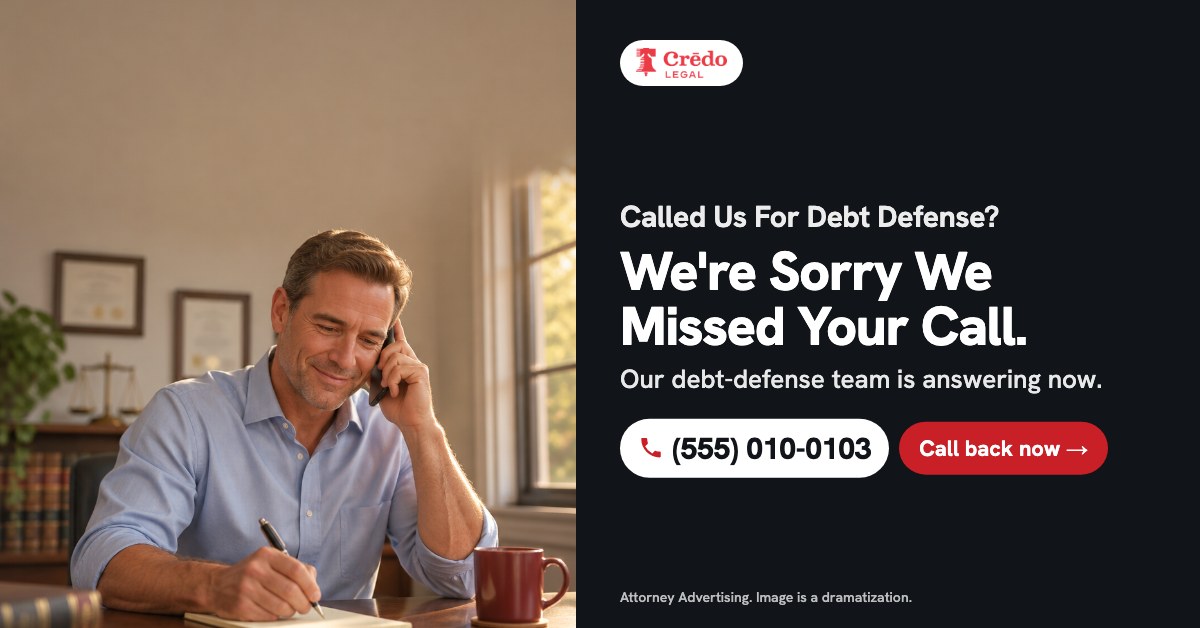 Crēdo
LEGAL
Called Us For Debt Defense?
We're Sorry We
Missed Your Call.
Our debt-defense team is answering now.
(555) 010-0103
Call back now →
Attorney Advertising. Image is a dramatization.